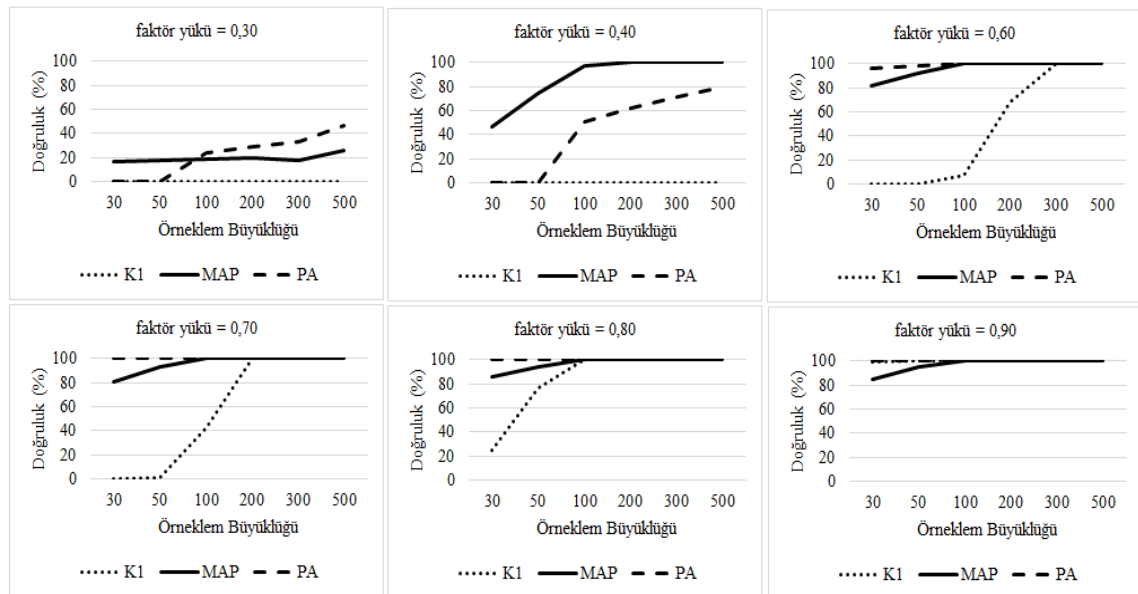 faktör yükü = 0,30
Doğruluk (%)
100
80
60
40
20
0
30 50 100 200 300 500
Örneklem Büyüklüğü
K1 MAP PA
faktör yükü = 0,40
Doğruluk (%)
100
80
60
40
20
0
30 50 100 200 300 500
Örneklem Büyüklüğü
K1 MAP PA
faktör yükü = 0,60
Doğruluk (%)
100
80
60
40
20
0
30 50 100 200 300 500
Örneklem Büyüklüğü
K1 MAP PA
faktör yükü = 0,70
Doğruluk (%)
100
80
60
40
20
0
30 50 100 200 300 500
Örneklem Büyüklüğü
K1 MAP PA
faktör yükü = 0,80
Doğruluk (%)
100
80
60
40
20
0
30 50 100 200 300 500
Örneklem Büyüklüğü
K1 MAP PA
faktör yükü = 0,90
Doğruluk (%)
100
80
60
40
20
0
30 50 100 200 300 500
Örneklem Büyüklüğü
K1 MAP PA